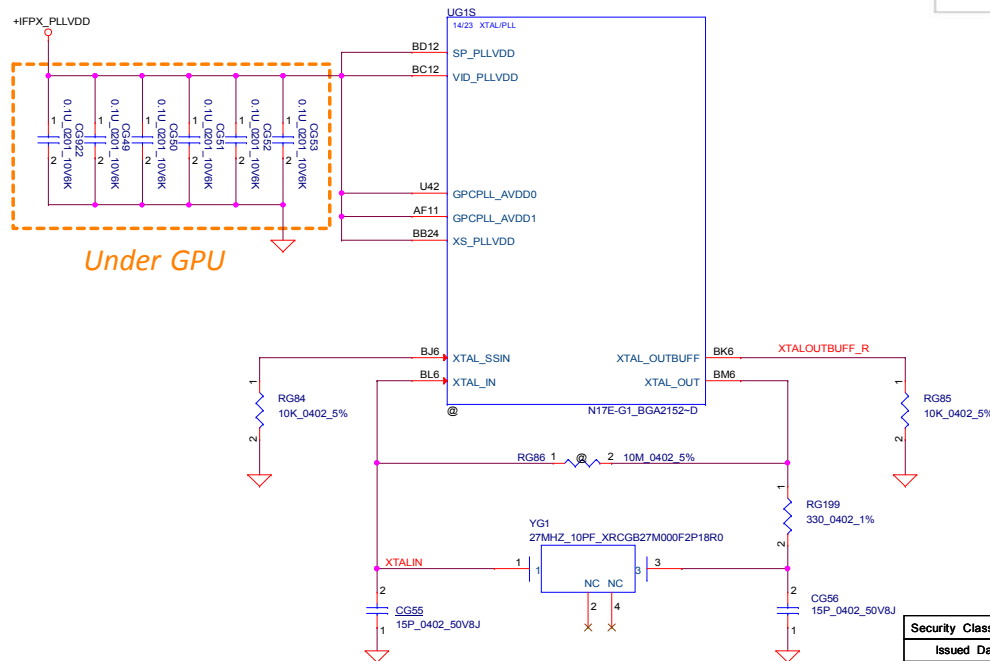 +IFPX_PLLVDD
UG1S
14/23 XTAL/PLL
BD12
SP_PLLVDD
BC12
VID_PLLVDD
1
2
0.1U_0201_10V6K
CG922
1
2
0.1U_0201_10V6K
CG49
1
2
0.1U_0201_10V6K
CG50
1
2
0.1U_0201_10V6K
CG51
1
2
0.1U_0201_10V6K
CG52
1
2
0.1U_0201_10V6K
CG53
U42
GPCPLL_AVDD0
AF11
GPCPLL_AVDD1
BB24
XS_PLLVDD
Under GPU
BJ6
XTAL_SSIN
XTAL_OUTBUFF
BK6
XTALOUTBUFF_R
BL6
XTAL_IN
XTAL_OUT
BM6
1
RG84
10K_0402_5%
2
@
N17E-G1_BGA2152~D
1
RG85
10K_0402_5%
2
RG86 1 @ 2 10M_0402_5%
1
RG199
330_0402_1%
2
YG1
27MHZ_10PF_XRCGB27M000F2P18R0
XTALIN
1
1
3
3
NC NC
2 4
2
CG55
15P_0402_50V8J
1
2
CG56
15P_0402_50V8J
1
Security Class
Issued Da